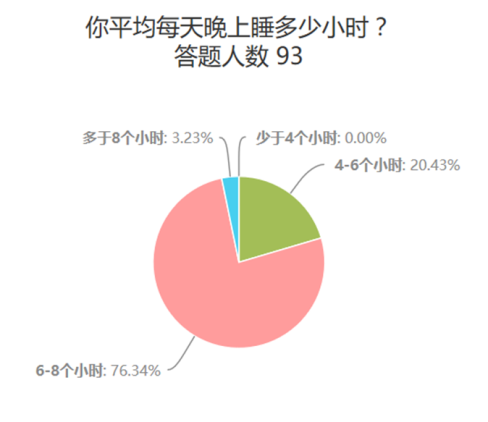 你平均每天晚上睡多少小时？
答题人数 93
多于8个小时: 3.23%
少于4个小时: 0.00%
4-6个小时: 20.43%
6-8个小时: 76.34%